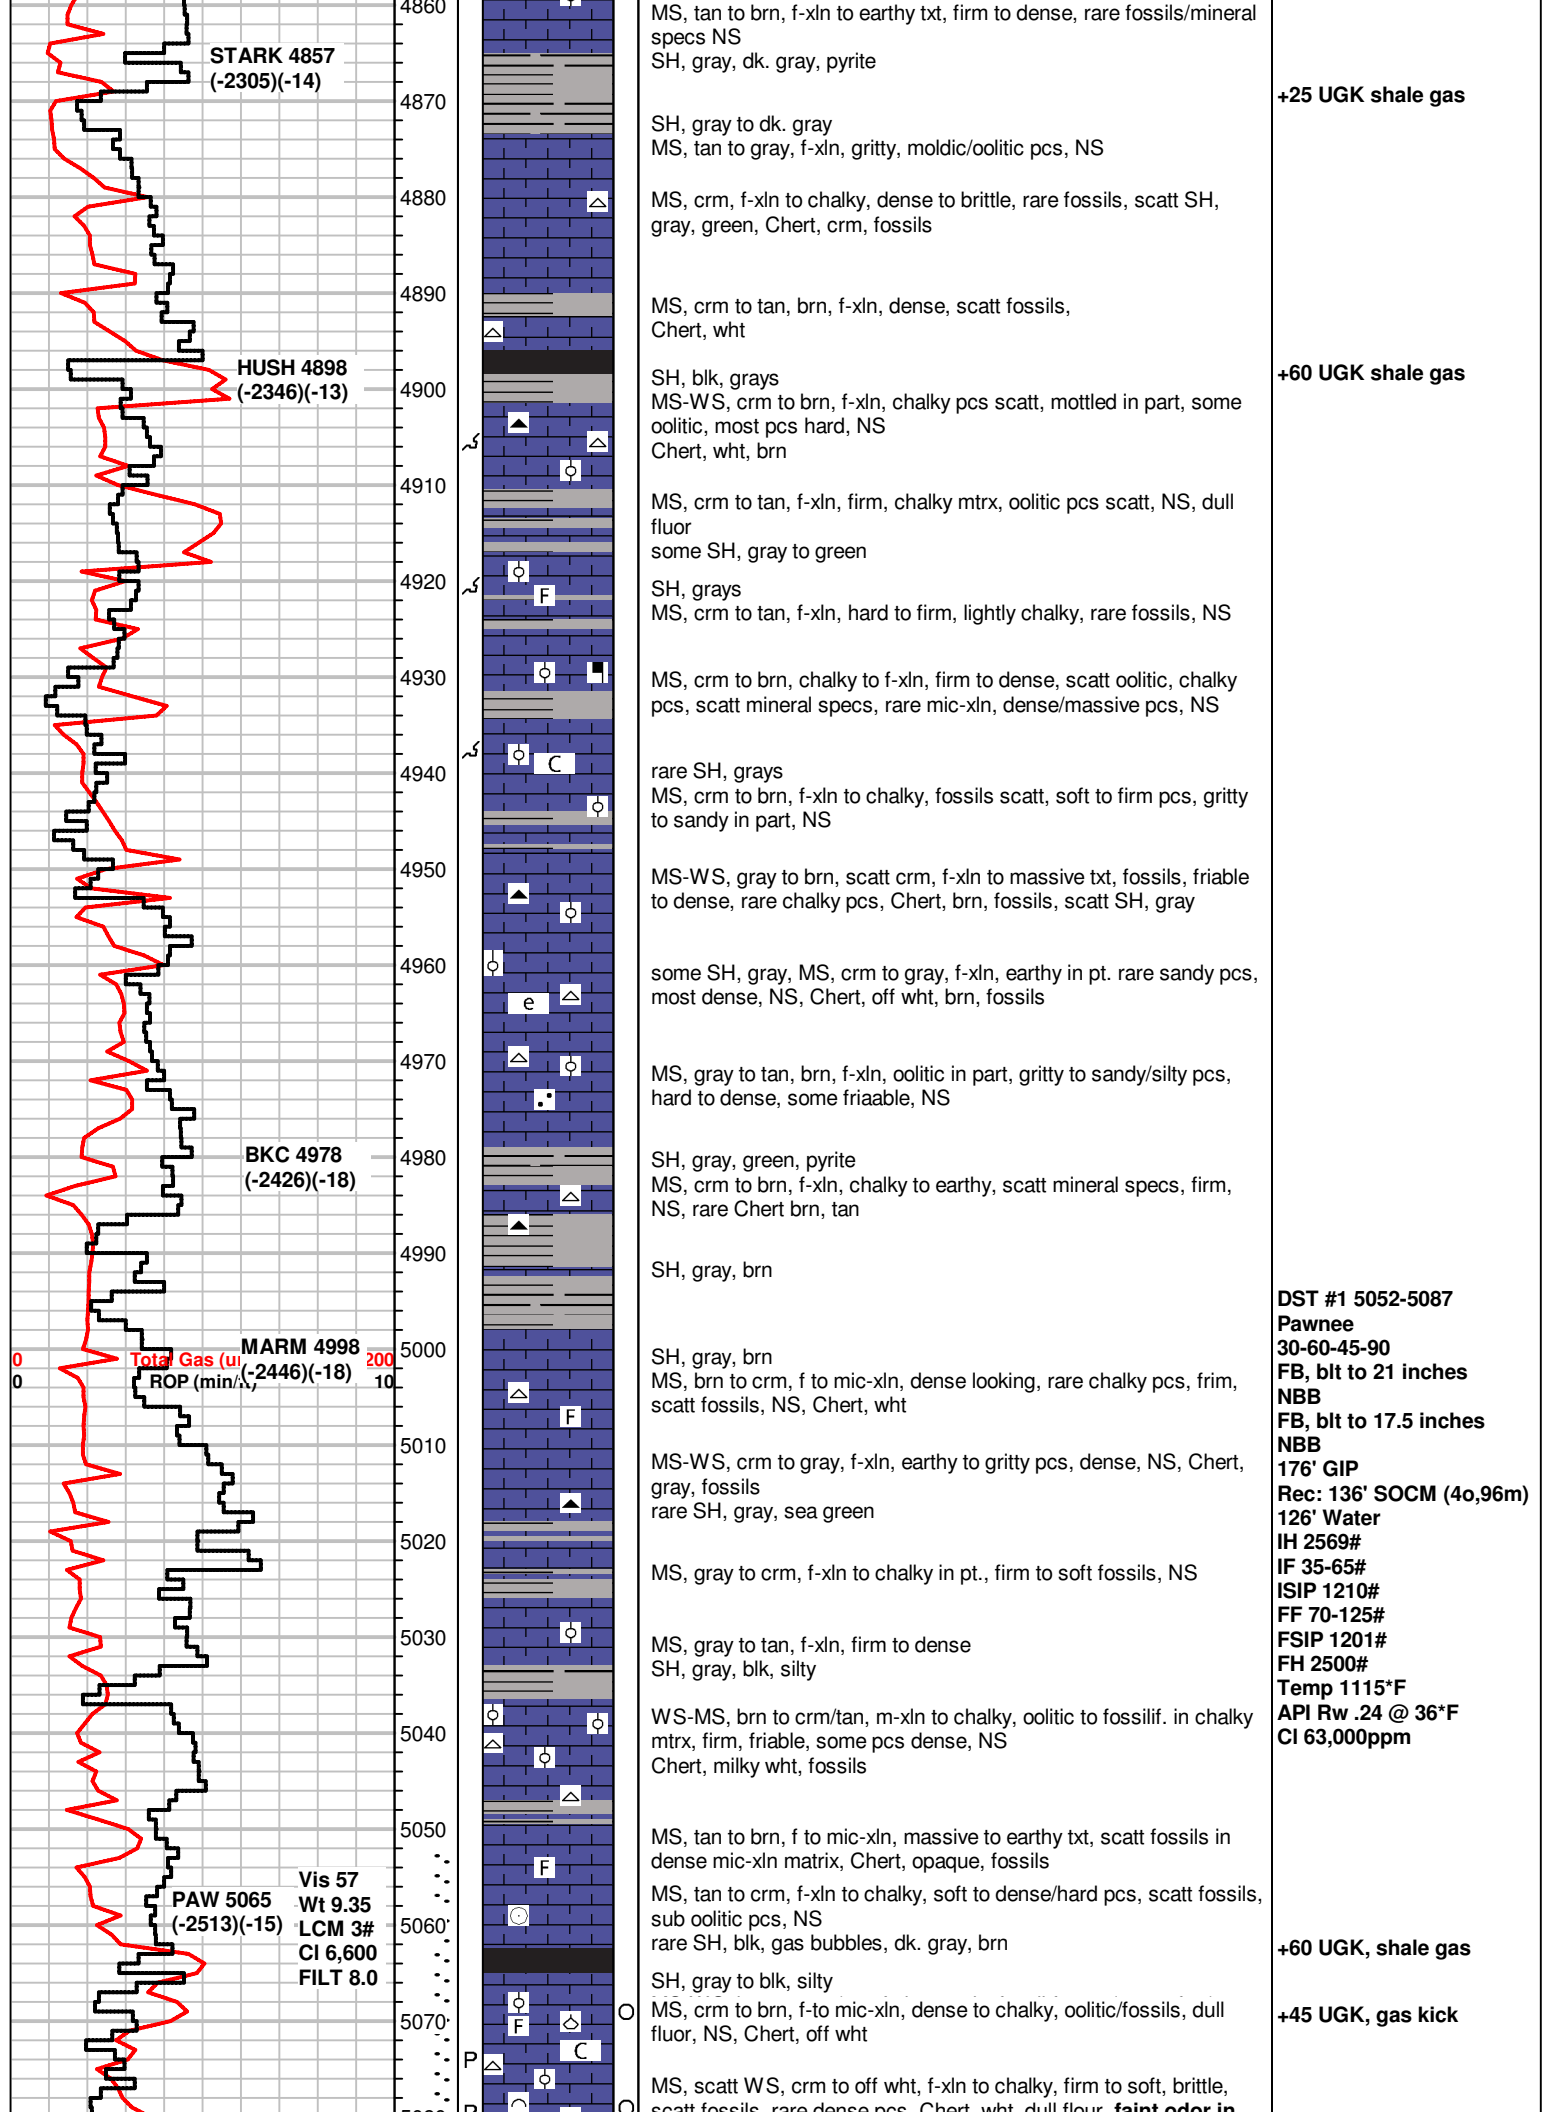 4860
STARK 4857
(-2305)(-14)
4870
4880
4890
HUSH 4898
(-2346)(-13)
4900
4910
4920
4930
4940
4950
4960
4970
BKC 4978
(-2426)(-18)
4980
4990
MARM 4998
(-2446)(-18)
5000
0
Total Gas (u
200
0
ROP (min/
10
5010
5020
5030
5040
5050
Vis 57
Wt 9.35
LCM 3#
Cl 6,600
FILT 8.0
PAW 5065
(-2513)(-15)
5060
5070
F
C
e
F
F
F
C
P
MS, tan to brn, f-xln to earthy txt, firm to dense, rare fossils/mineral
specs NS
SH, gray, dk. gray, pyrite
SH, gray to dk. gray
MS, tan to gray, f-xln, gritty, moldic/oolitic pcs, NS
MS, crm, f-xln to chalky, dense to brittle, rare fossils, scatt SH,
gray, green, Chert, crm, fossils
MS, crm to tan, brn, f-xln, dense, scatt fossils,
Chert, wht
SH, blk, grays
MS-WS, crm to brn, f-xln, chalky pcs scatt, mottled in part, some
oolitic, most pcs hard, NS
Chert, wht, brn
MS, crm to tan, f-xln, firm, chalky mtrx, oolitic pcs scatt, NS, dull
fluor
some SH, gray to green
SH, grays
MS, crm to tan, f-xln, hard to firm, lightly chalky, rare fossils, NS
MS, crm to brn, chalky to f-xln, firm to dense, scatt oolitic, chalky
pcs, scatt mineral specs, rare mic-xln, dense/massive pcs, NS
rare SH, grays
MS, crm to brn, f-xln to chalky, fossils scatt, soft to firm pcs, gritty
to sandy in part, NS
MS-WS, gray to brn, scatt crm, f-xln to massive txt, fossils, friable
to dense, rare chalky pcs, Chert, brn, fossils, scatt SH, gray
some SH, gray, MS, crm to gray, f-xln, earthy in pt. rare sandy pcs,
most dense, NS, Chert, off wht, brn, fossils
MS, gray to tan, brn, f-xln, oolitic in part, gritty to sandy/silty pcs,
hard to dense, some friaable, NS
SH, gray, green, pyrite
MS, crm to brn, f-xln, chalky to earthy, scatt mineral specs, firm,
NS, rare Chert brn, tan
SH, gray, brn
SH, gray, brn
MS, brn to crm, f to mic-xln, dense looking, rare chalky pcs, frim,
scatt fossils, NS, Chert, wht
MS-WS, crm to gray, f-xln, earthy to gritty pcs, dense, NS, Chert,
gray, fossils
rare SH, gray, sea green
MS, gray to crm, f-xln to chalky in pt., firm to soft fossils, NS
MS, gray to tan, f-xln, firm to dense
SH, gray, blk, silty
WS-MS, brn to crm/tan, m-xln to chalky, oolitic to fossilif. in chalky
mtrx, firm, friable, some pcs dense, NS
Chert, milky wht, fossils
MS, tan to brn, f to mic-xln, massive to earthy txt, scatt fossils in
dense mic-xln matrix, Chert, opaque, fossils
MS, tan to crm, f-xln to chalky, soft to dense/hard pcs, scatt fossils,
sub oolitic pcs, NS
rare SH, blk, gas bubbles, dk. gray, brn
SH, gray to blk, silty
MS, crm to brn, f-to mic-xln, dense to chalky, oolitic/fossils, dull
fluor, NS, Chert, off wht
MS, scatt WS, crm to off wht, f-xln to chalky, firm to soft, brittle,
scatt fossils, rare dense pcs, Chert, wht, dull flour, faint odor in
+25 UGK shale gas
+60 UGK shale gas
DST #1 5052-5087
Pawnee
30-60-45-90
FB, blt to 21 inches
NBB
FB, blt to 17.5 inches
NBB
176' GIP
Rec: 136' SOCM (4o,96m)
126' Water
IH 2569#
IF 35-65#
ISIP 1210#
FF 70-125#
FSIP 1201#
FH 2500#
Temp 1115*F
API Rw .24 @ 36*F
Cl 63,000ppm
+60 UGK, shale gas
+45 UGK, gas kick